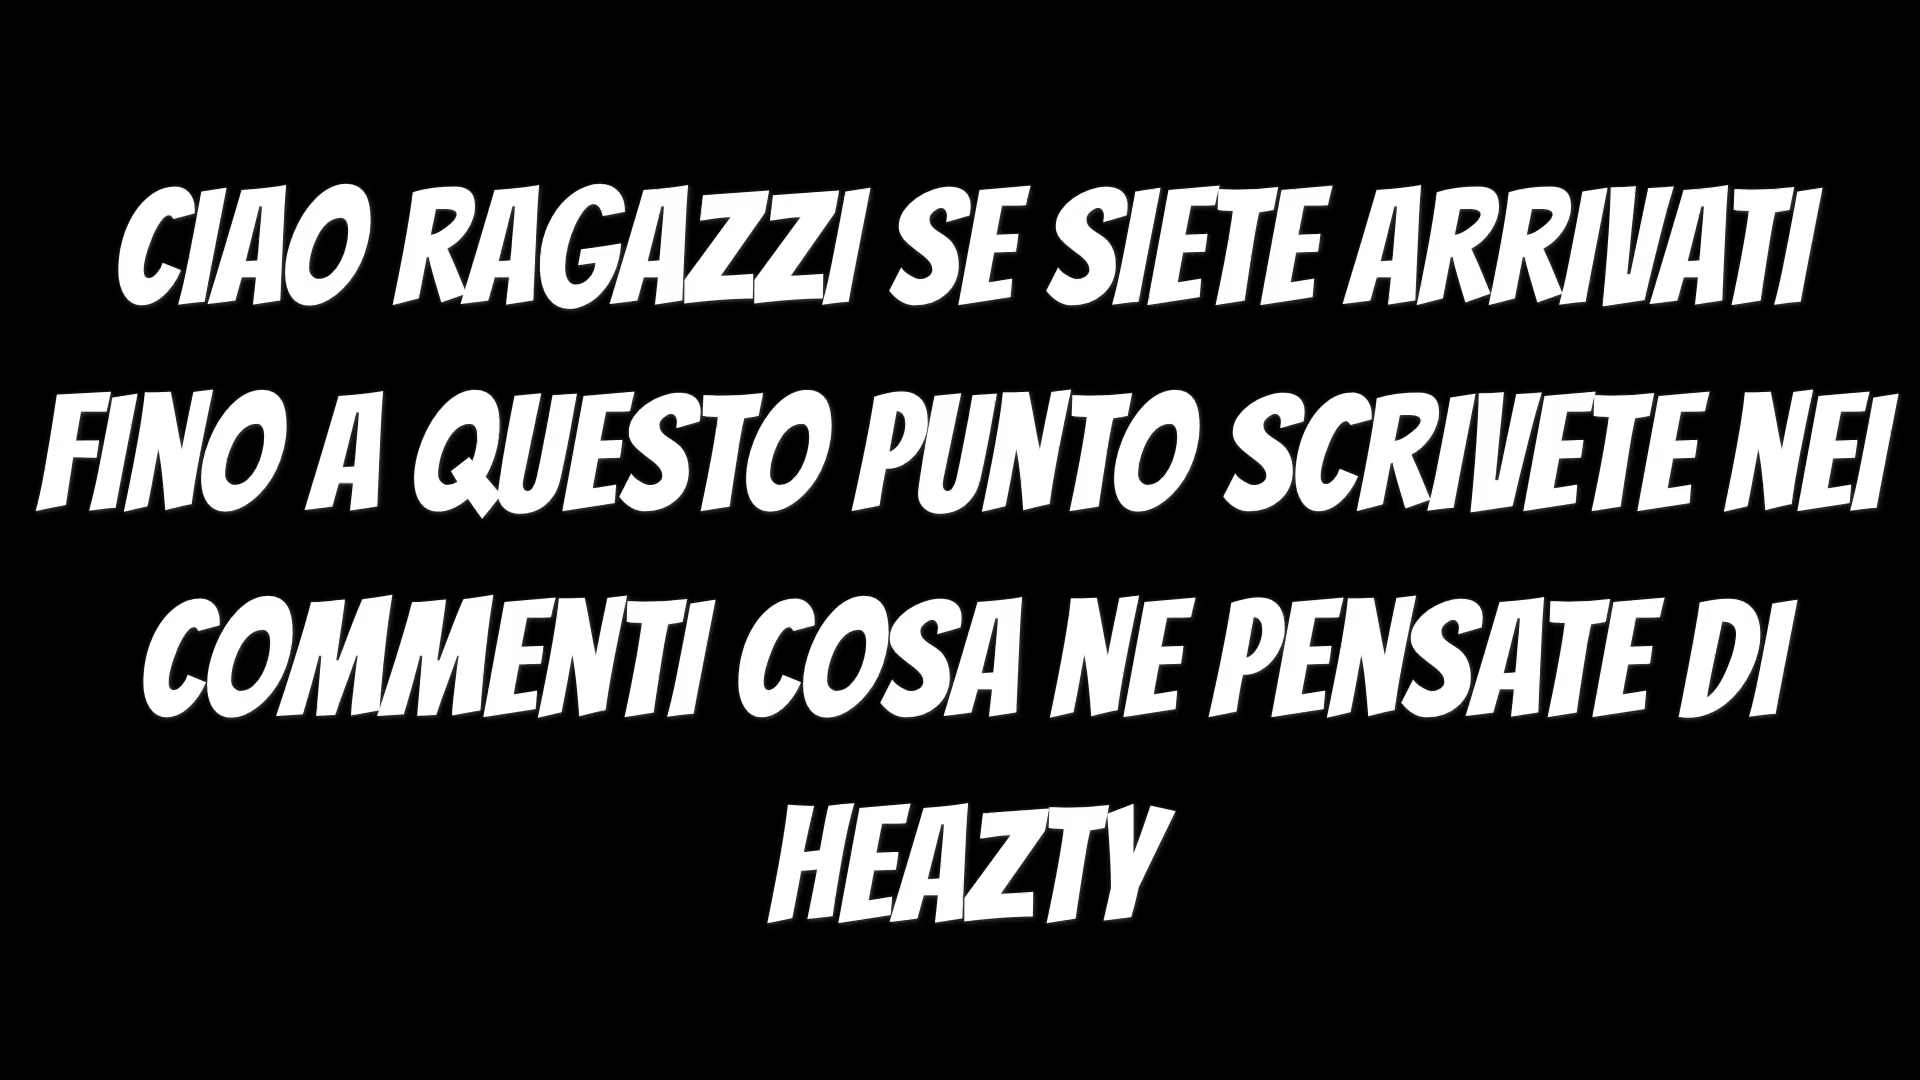 CIAO RAGAZZI SE SIETE ARRIVATI
FINO A QUESTO PUNTO SCRIVETE NEI
COMMENTI COSA NE PENSATE DI
HEAZTY